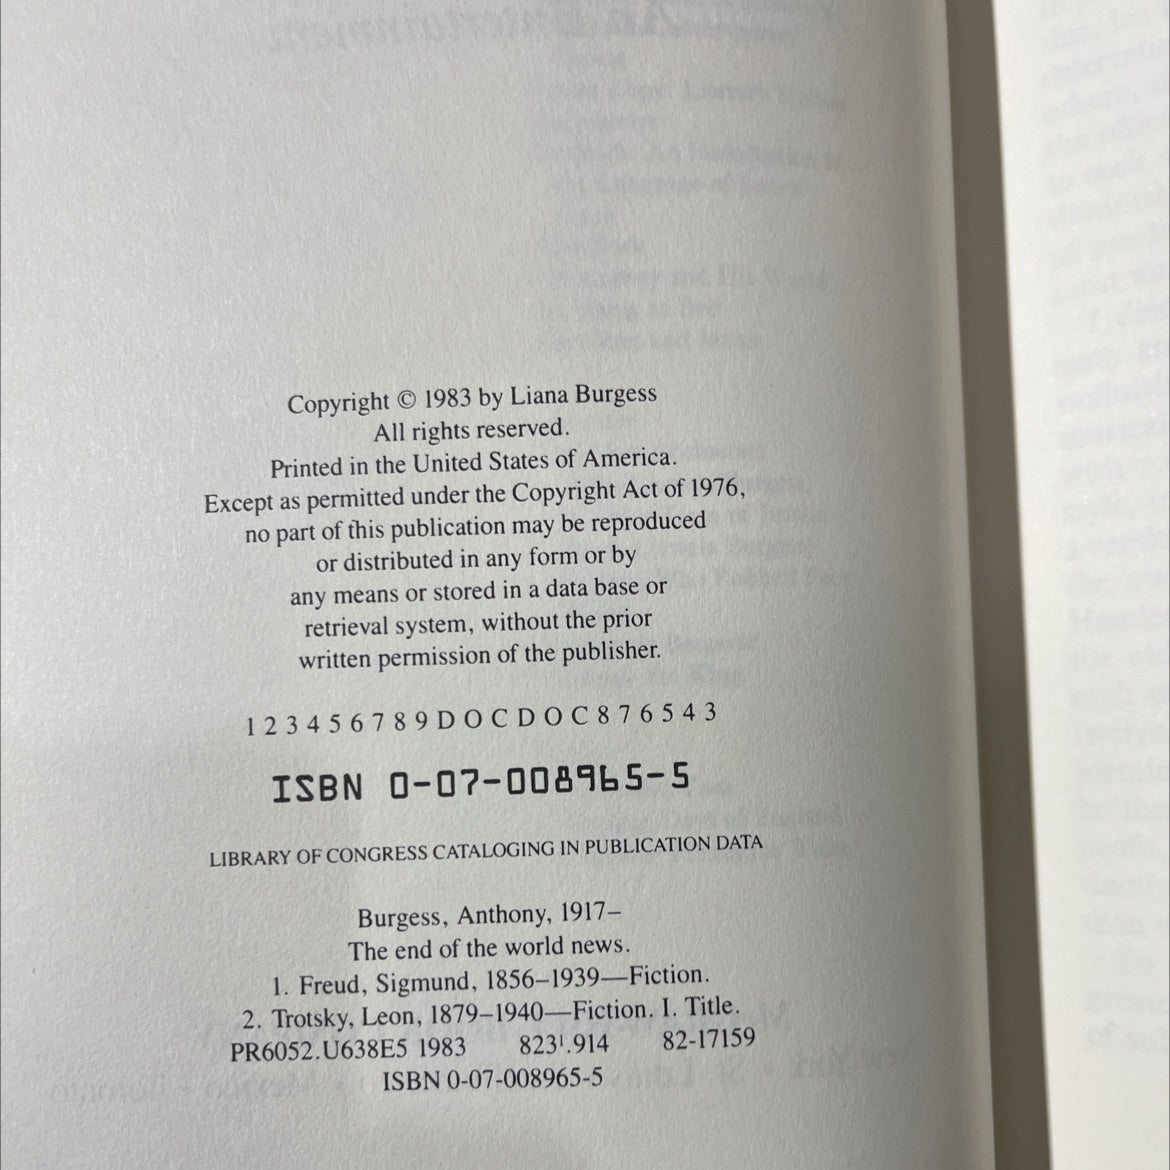 Copyright © 1983 by Liana Burgess
All rights reserved.
Printed in the United States of America.
Except as permitted under the Copyright Act of 1976,
no part of this publication may be reproduced
or distributed in any form or by
any means or stored in a data base or
retrieval system, without the prior
written permission of the publisher.
1 2 3 4 5 6 7 8 9 D O C D O C 8 7 6 5 4 3
ISBN 0-07-008965-5
LIBRARY OF CONGRESS CATALOGING IN PUBLICATION DATA
Burgess, Anthony, 1917–
The end of the world news.
1. Freud, Sigmund, 1856–1939—Fiction.
2. Trotsky, Leon, 1879–1940—Fiction. I. Title.
PR6052.U638E5 1983 823'.914 82-17159
ISBN 0-07-008965-5